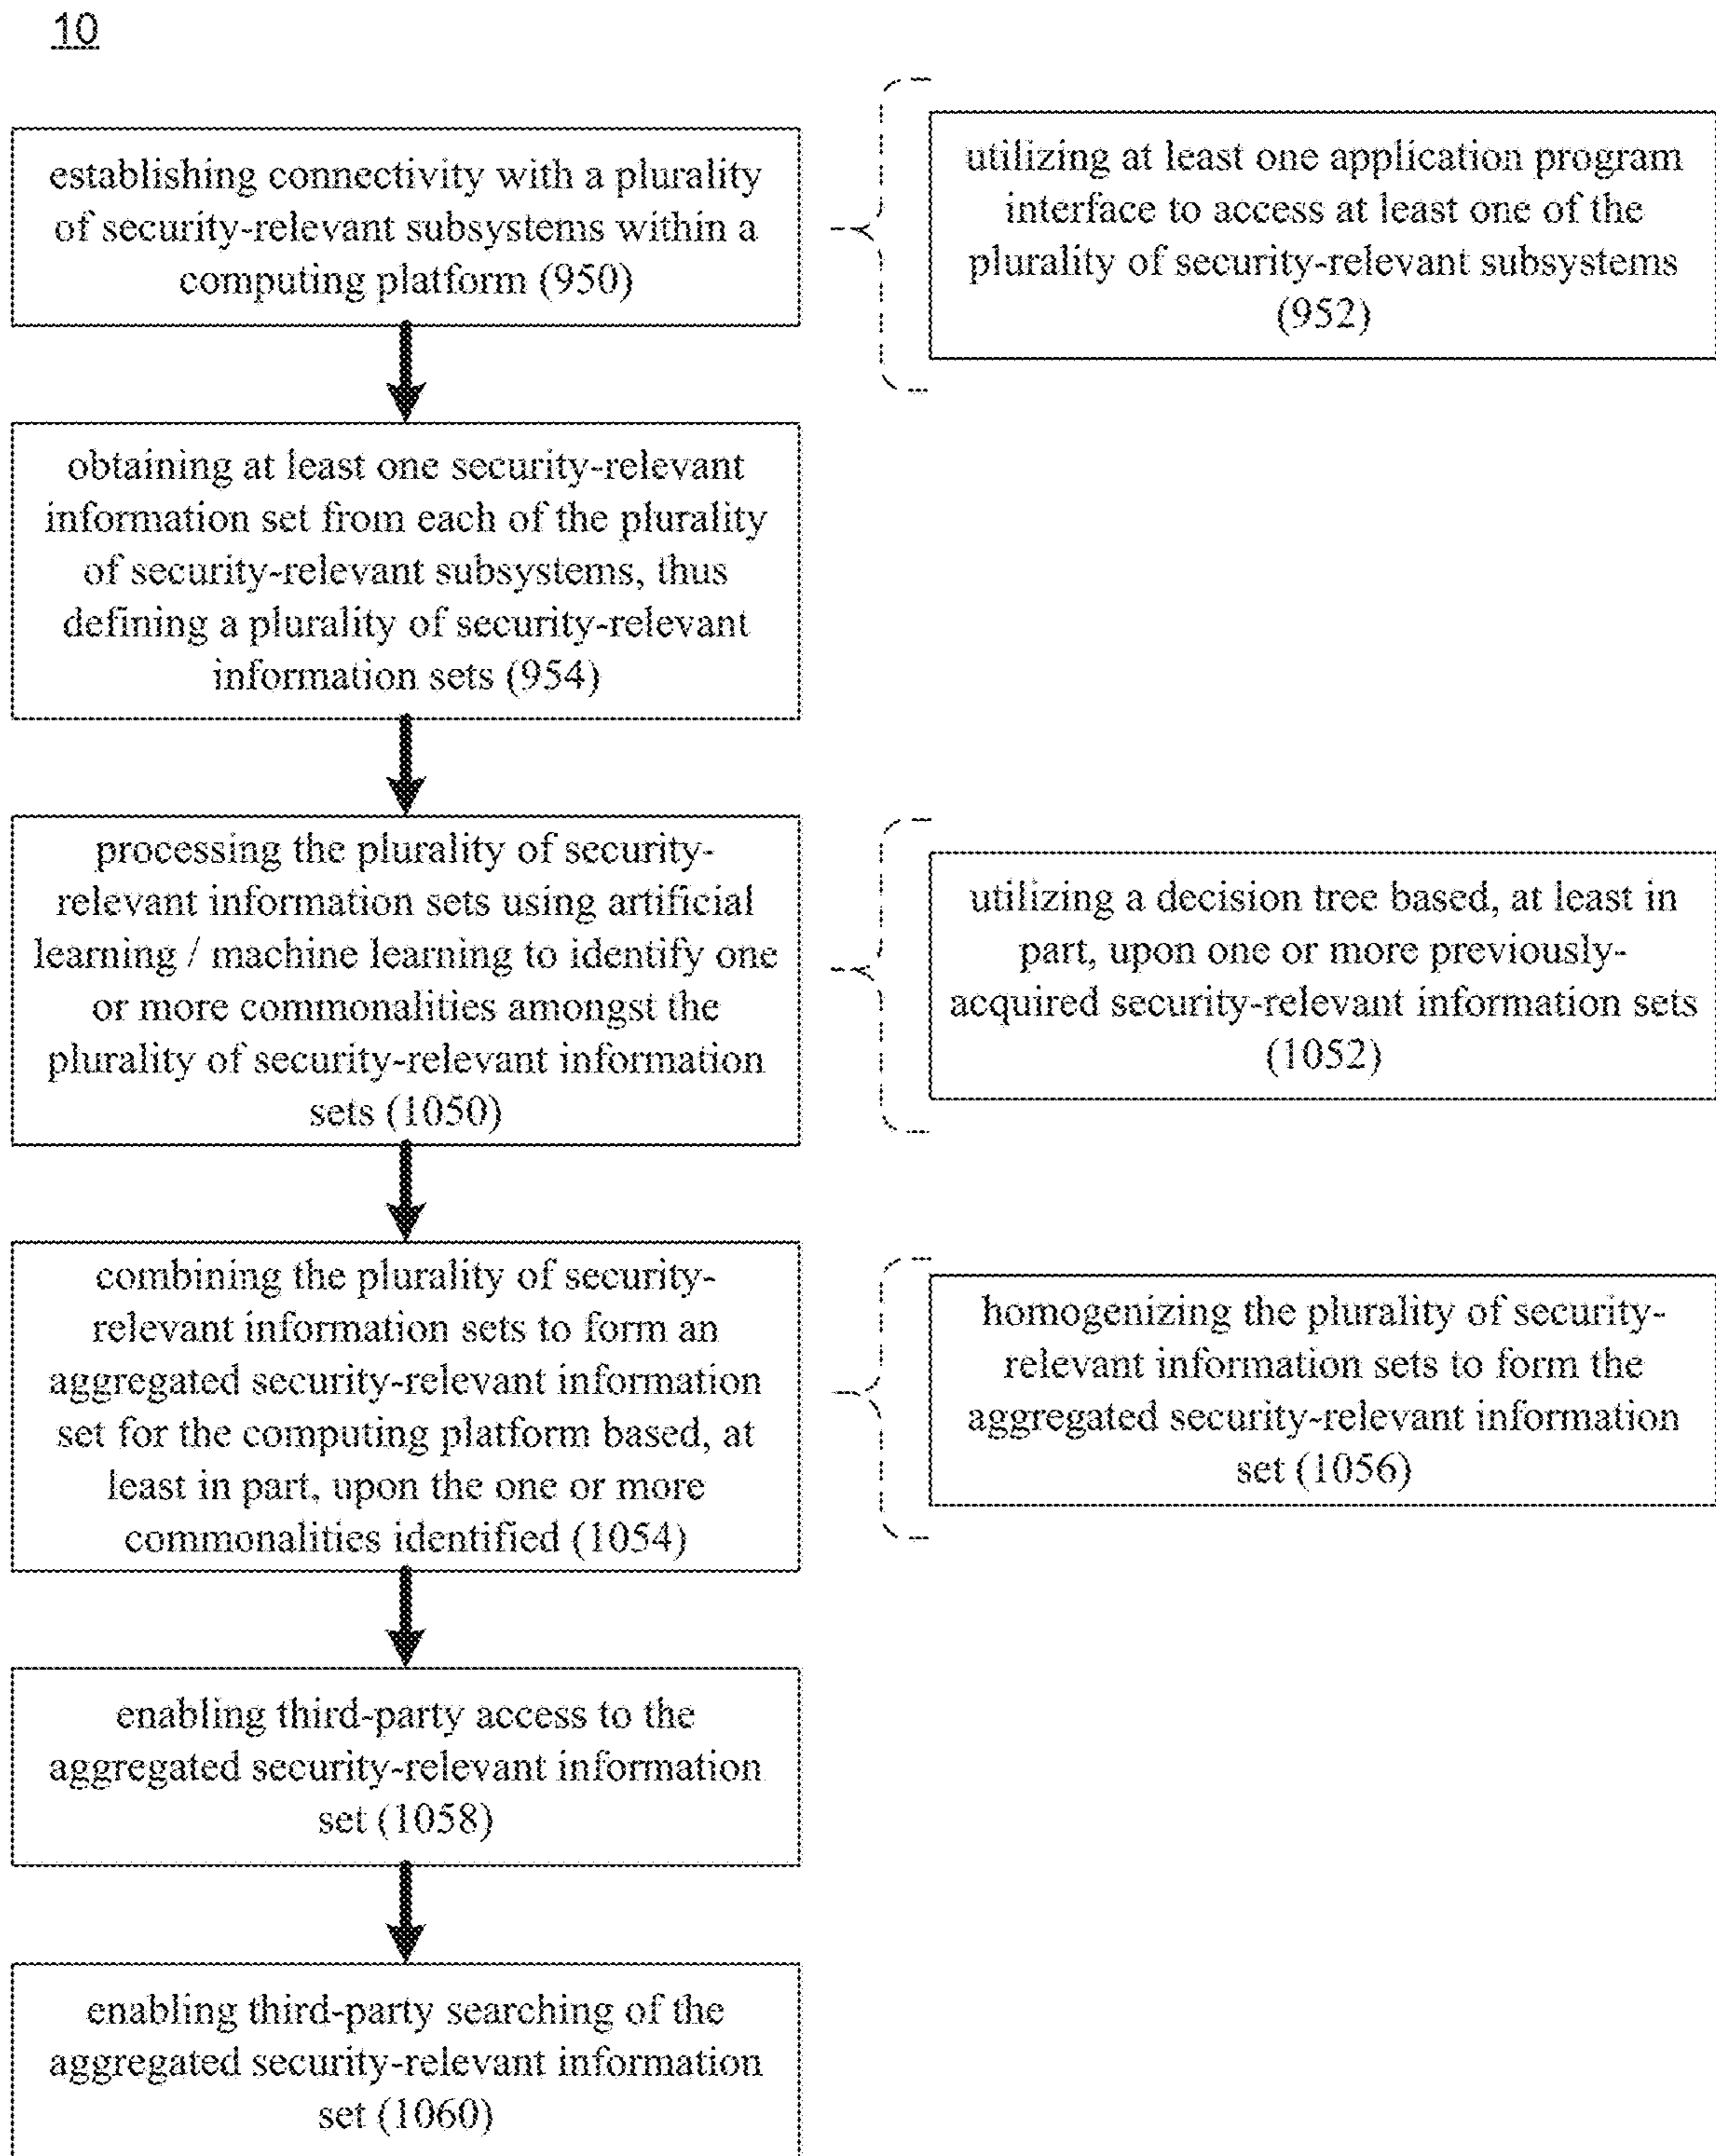 10
establishing connectivity with a plurality
of security-relevant subsystems within a
computing platform (950)
utilizing at least one application program
interface to access at least one of the
plurality of security-relevant subsystems
(952)
obtaining at least one security-relevant
information set from each of the plurality
of security-relevant subsystems, thus
defining a plurality of security-relevant
information sets (954)
processing the plurality of security-
relevant information sets using artificial
learning / machine learning to identify one
or more commonalities amongst the
plurality of security-relevant information
sets (1050)
utilizing a decision tree based, at least in
part, upon one or more previously-
acquired security-relevant information sets
(1052)
combining the plurality of security-
relevant information sets to form an
aggregated security-relevant information
set for the computing platform based, at
least in part, upon the one or more
commonalities identified (1054)
homogenizing the plurality of security-
relevant information sets to form the
aggregated security-relevant information
set (1056)
enabling third-party access to the
aggregated security-relevant information
set (1058)
enabling third-party searching of the
aggregated security-relevant information
set (1060)